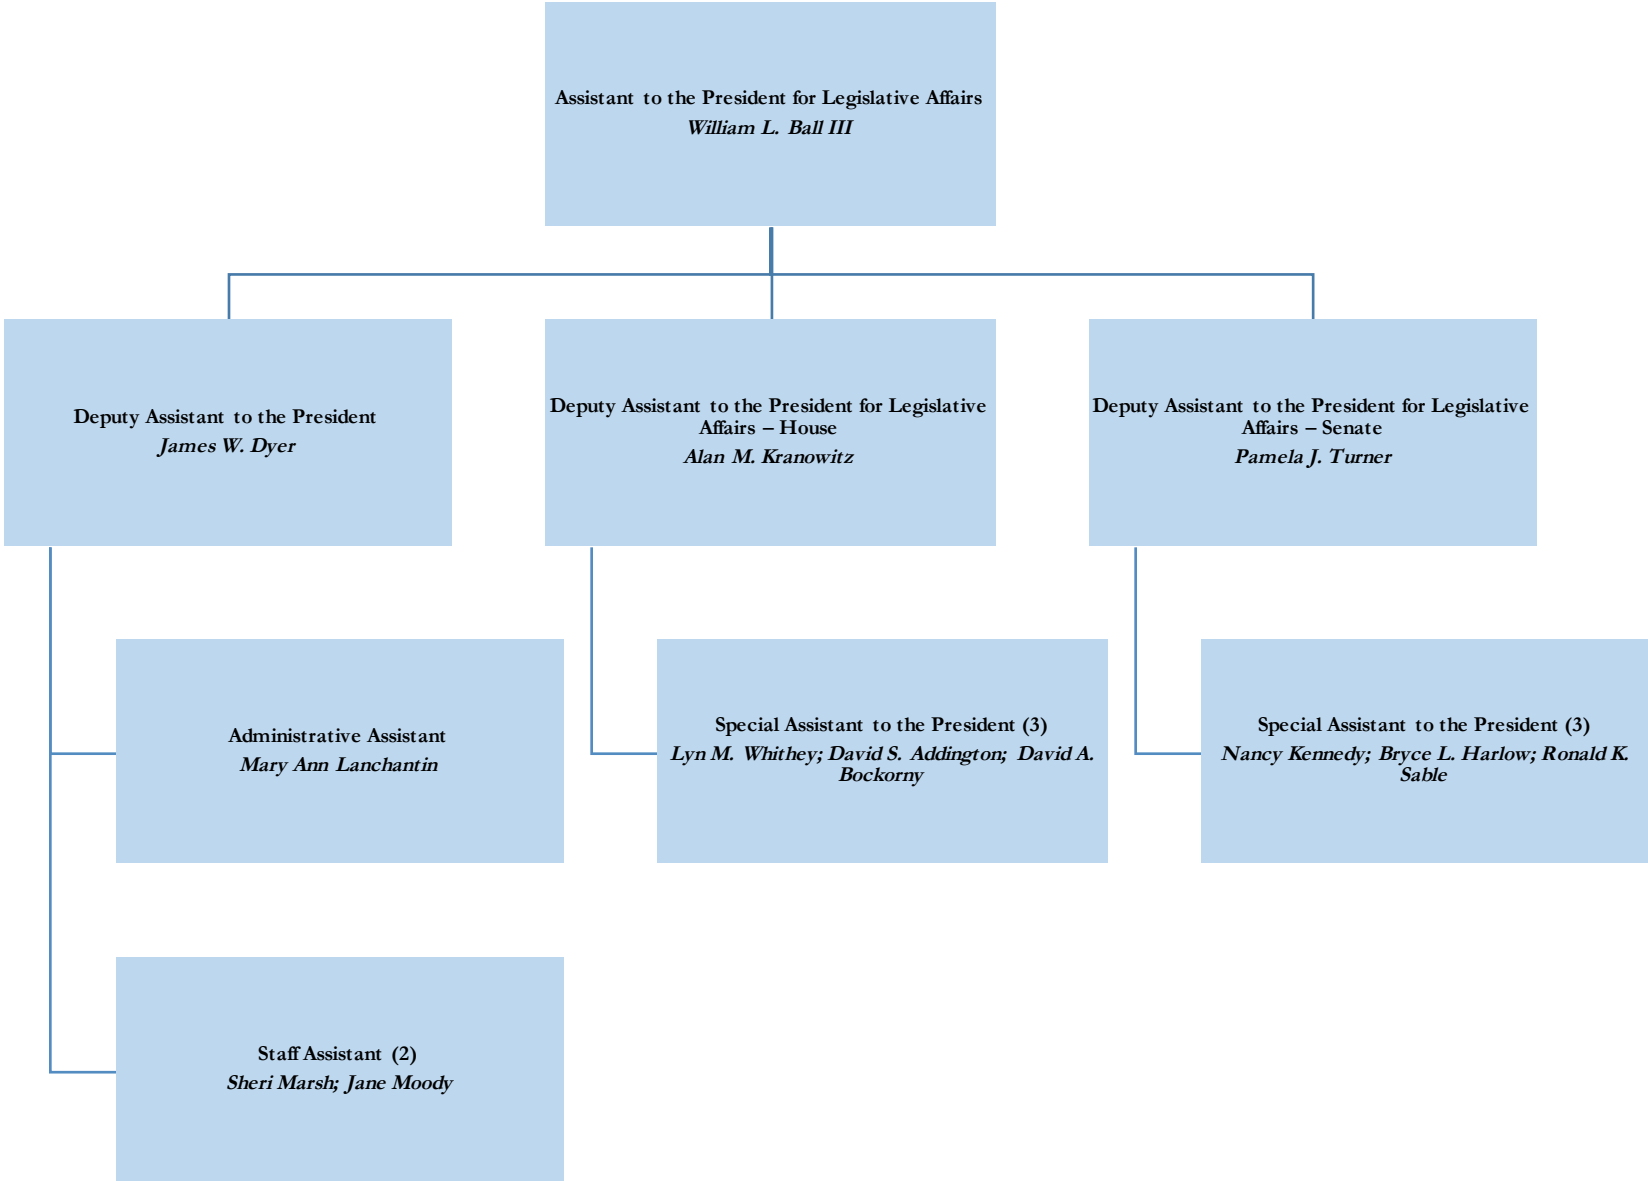 Assistant to the President for Legislative Affairs
William L. Ball III
Deputy Assistant to the President
James W. Dyer
Deputy Assistant to the President for Legislative
Affairs – House
Alan M. Kranowitz
Deputy Assistant to the President for Legislative
Affairs – Senate
Pamela J. Turner
Administrative Assistant
Mary Ann Lanchantin
Special Assistant to the President (3)
Lyn M. Whithey; David S. Addington; David A.
Bockorny
Special Assistant to the President (3)
Nancy Kennedy; Bryce L. Harlow; Ronald K.
Sable
Staff Assistant (2)
Sheri Marsh; Jane Moody